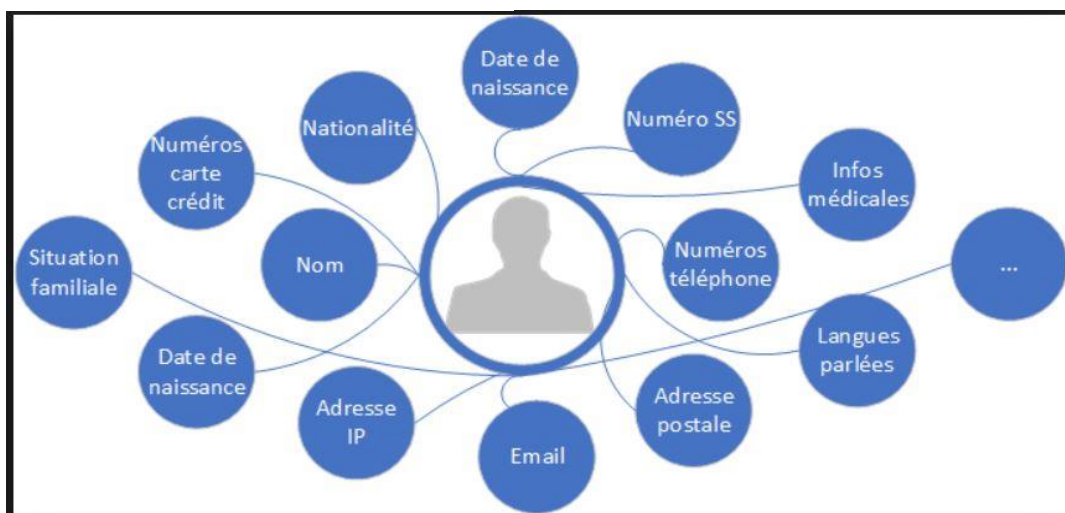 Date de
naissance
Nationalité
Numéro SS
Numéros
carte
crédit
Infos
médicales
Situation
familiale
Nom
Numéros
téléphone
...
Date de
naissance
Langues
parlées
Adresse
IP
Email
Adresse
postale